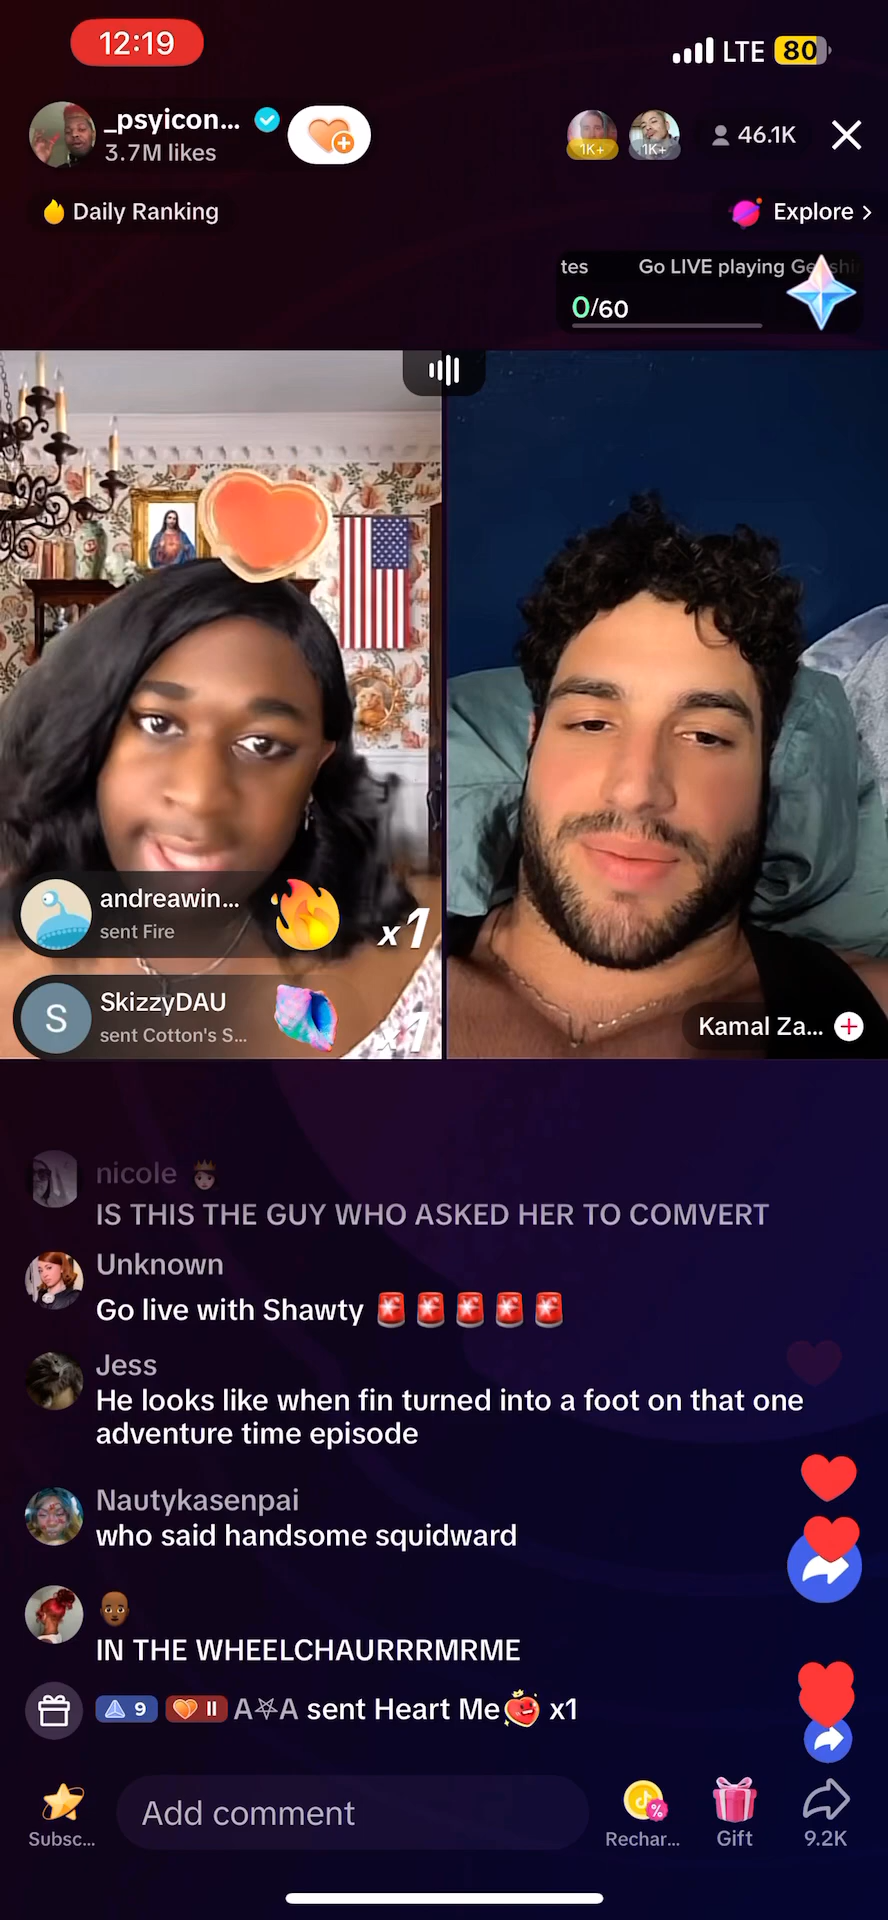 12:19
LTE 80
_psyicon...
3.7M likes
1K+
1K+
46.1K
Daily Ranking
Explore >
tes Go LIVE playing Genshin
0/60
andreawin...
sent Fire
x1
S
SkizzyDAU
sent Cotton's S...
x1
Kamal Za...
nicole 👸🏻
IS THIS THE GUY WHO ASKED HER TO COMVERT
Unknown
Go live with Shawty 🚨🚨🚨🚨🚨
Jess
He looks like when fin turned into a foot on that one
adventure time episode
Nautykasenpai
who said handsome squidward
👨🏾‍🦲
IN THE WHEELCHAURRRMRME
9 II A⛧A sent Heart Me x1
Subsc...
Add comment
Rechar...
Gift
9.2K